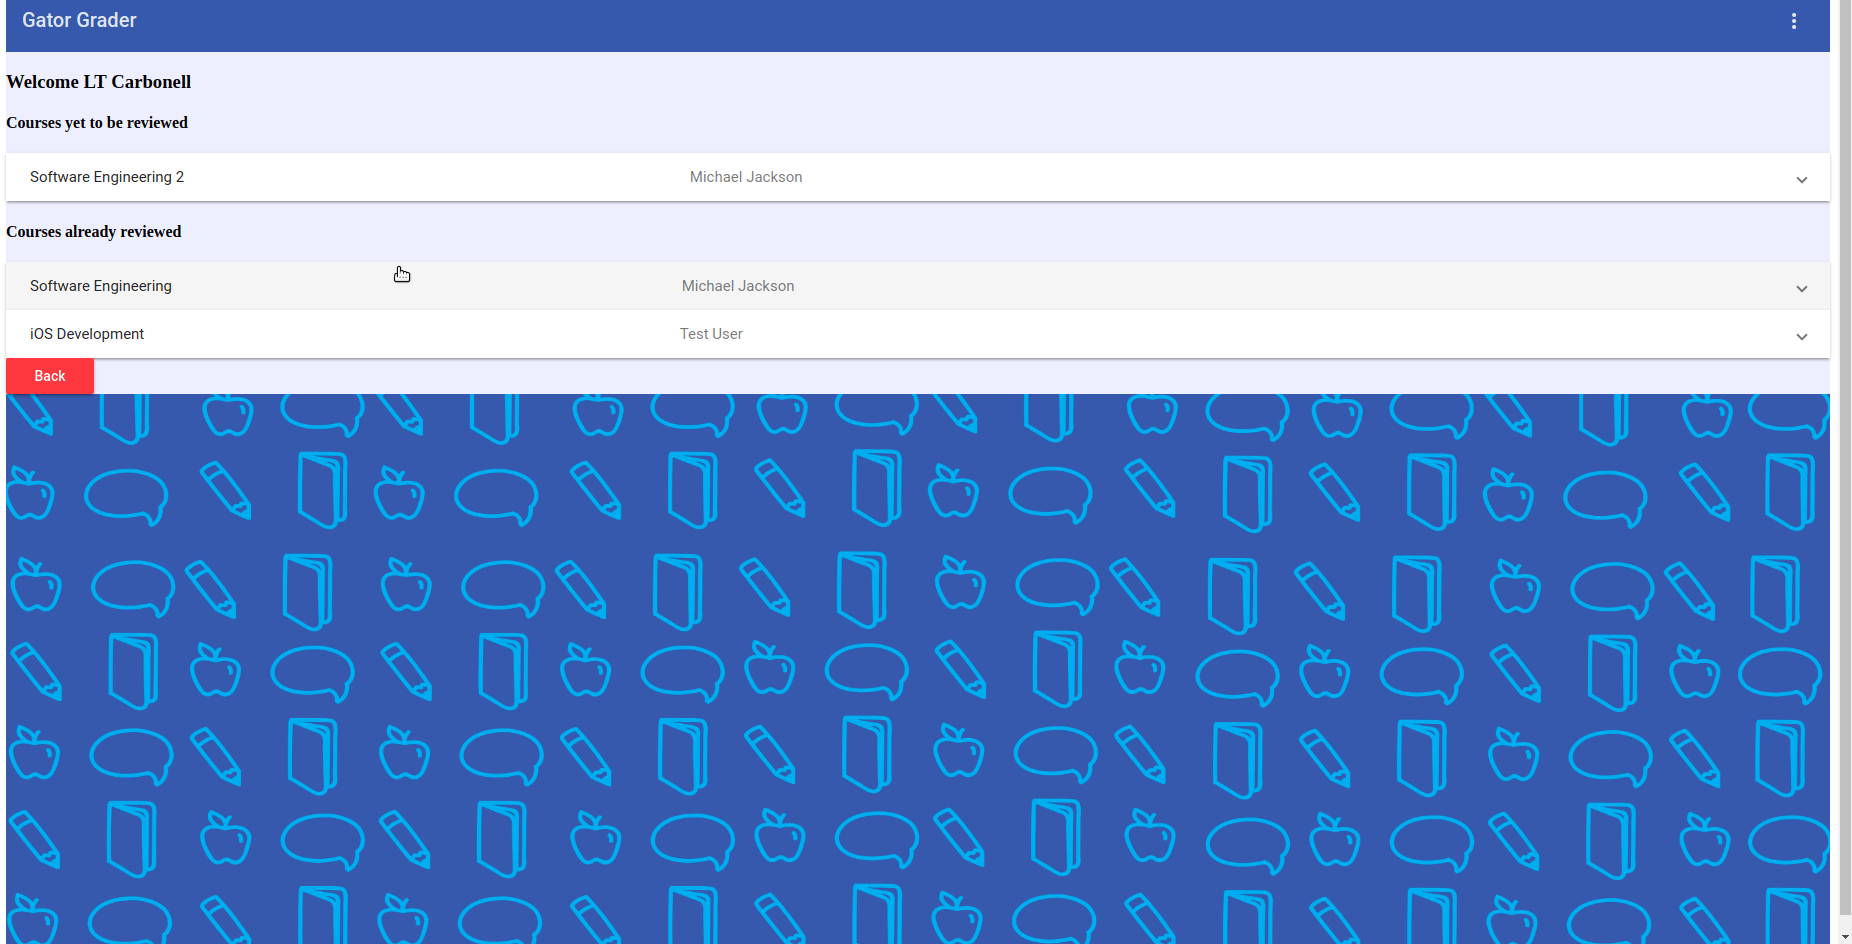 Gator Grader
Welcome LT Carbonell
Courses yet to be reviewed
Software Engineering 2 Michael Jackson
Courses already reviewed
Software Engineering Michael Jackson
iOS Development Test User
Back